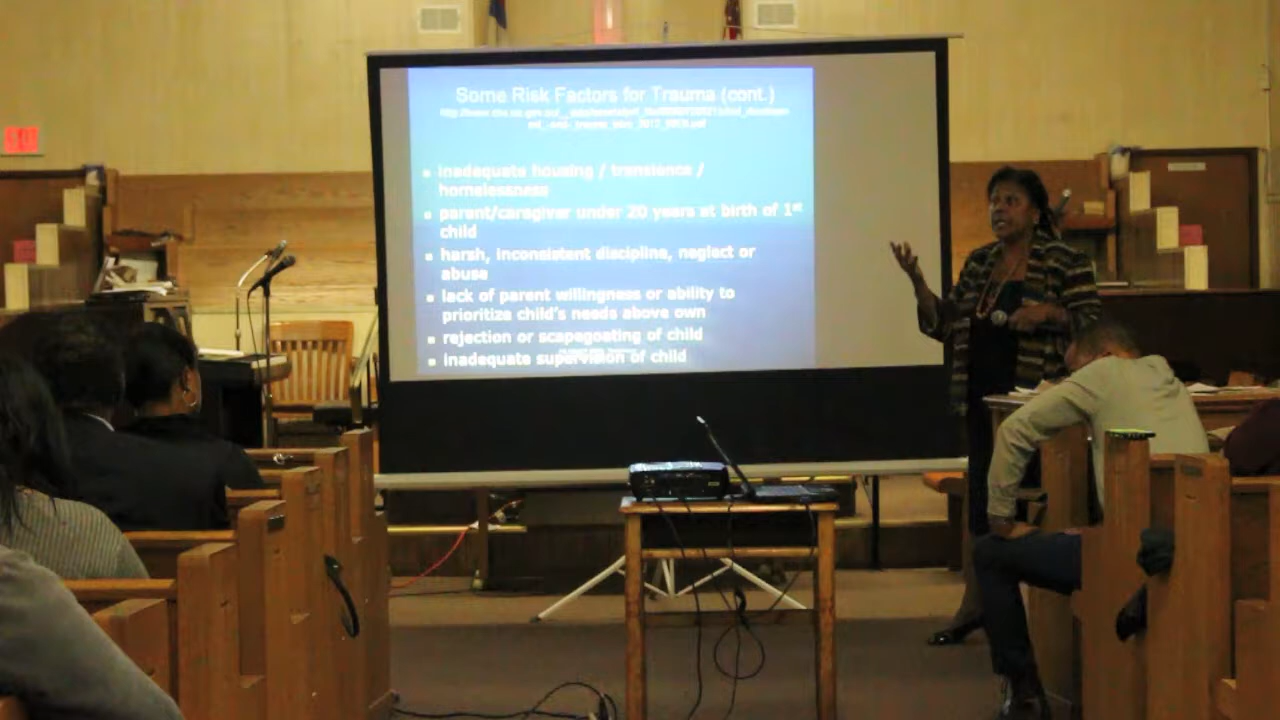 Some Risk Factors for Trauma (cont.)
inadequate housing / transience /
homelessness
parent/caregiver under 20 years at birth of 1st
child
harsh, inconsistent discipline, neglect or
abuse
lack of parent willingness or ability to
prioritize child's needs above own
rejection or scapegoating of child
inadequate supervision of child